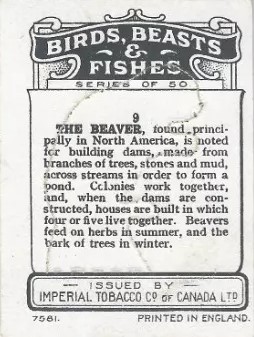 BIRDS, BEASTS
&
FISHES
SERIES OF 50
9
THE BEAVER, found princi-
pally in North America, is noted
for building dams, made from
branches of trees, stones and mud,
across streams in order to form a
pond. Colonies work together,
and, when the dams are con-
structed, houses are built in which
four or five live together. Beavers
feed on herbs in summer, and the
bark of trees in winter.
ISSUED BY
IMPERIAL TOBACCO Co OF CANADA LTD
7581. PRINTED IN ENGLAND.